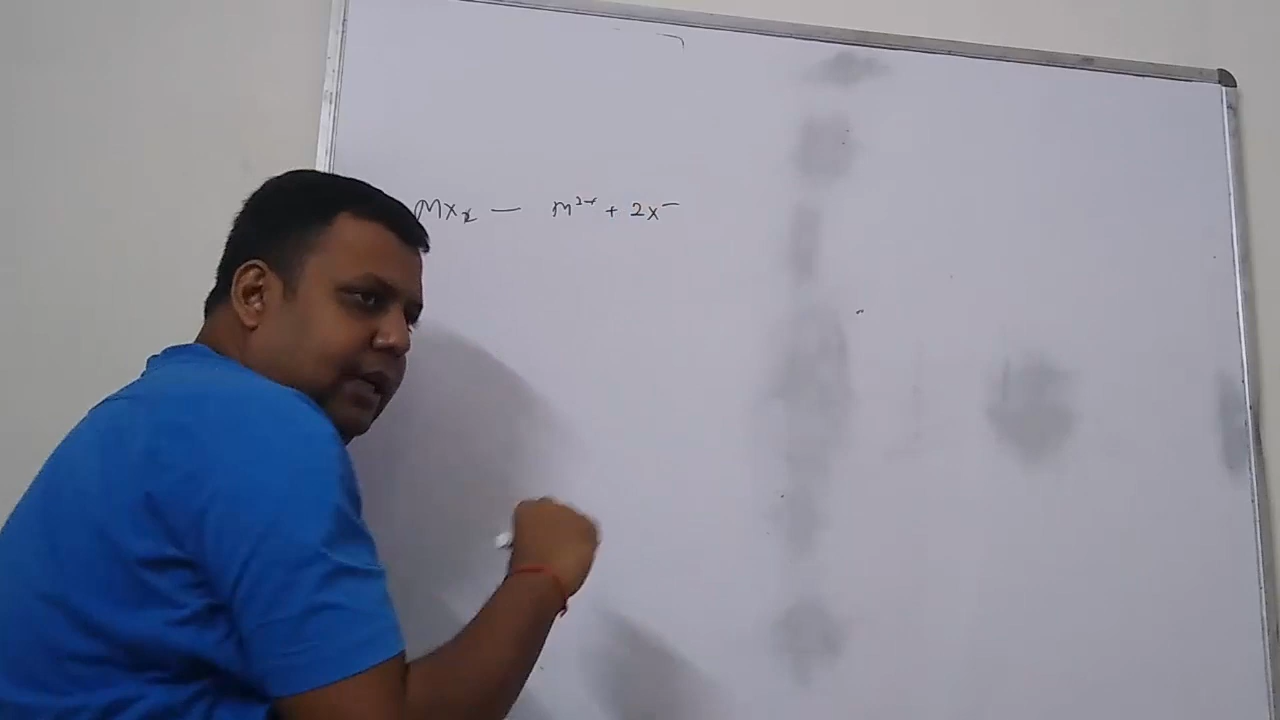 MX₂ — m²⁺ + 2x⁻